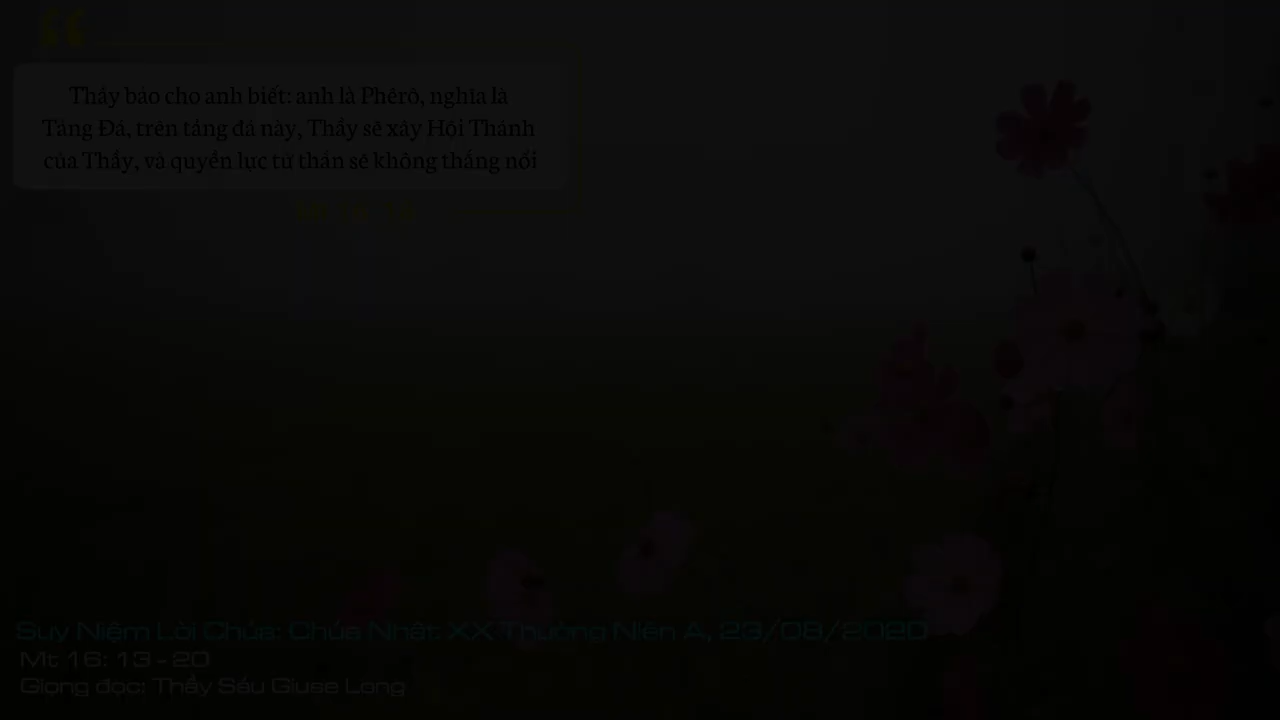 Thầy bảo cho anh biết: anh là Phêrô, nghĩa là
Tảng Đá, trên tảng đá này, Thầy sẽ xây Hội Thánh
của Thầy, và quyền lực tử thần sẽ không thắng nổi
Suy Niệm Lời Chúa: Chúa Nhật XX Thường Niên A, 23/08/2020
Mt 16: 13 - 20
Giọng đọc: Thầy Sáu Giuse Long